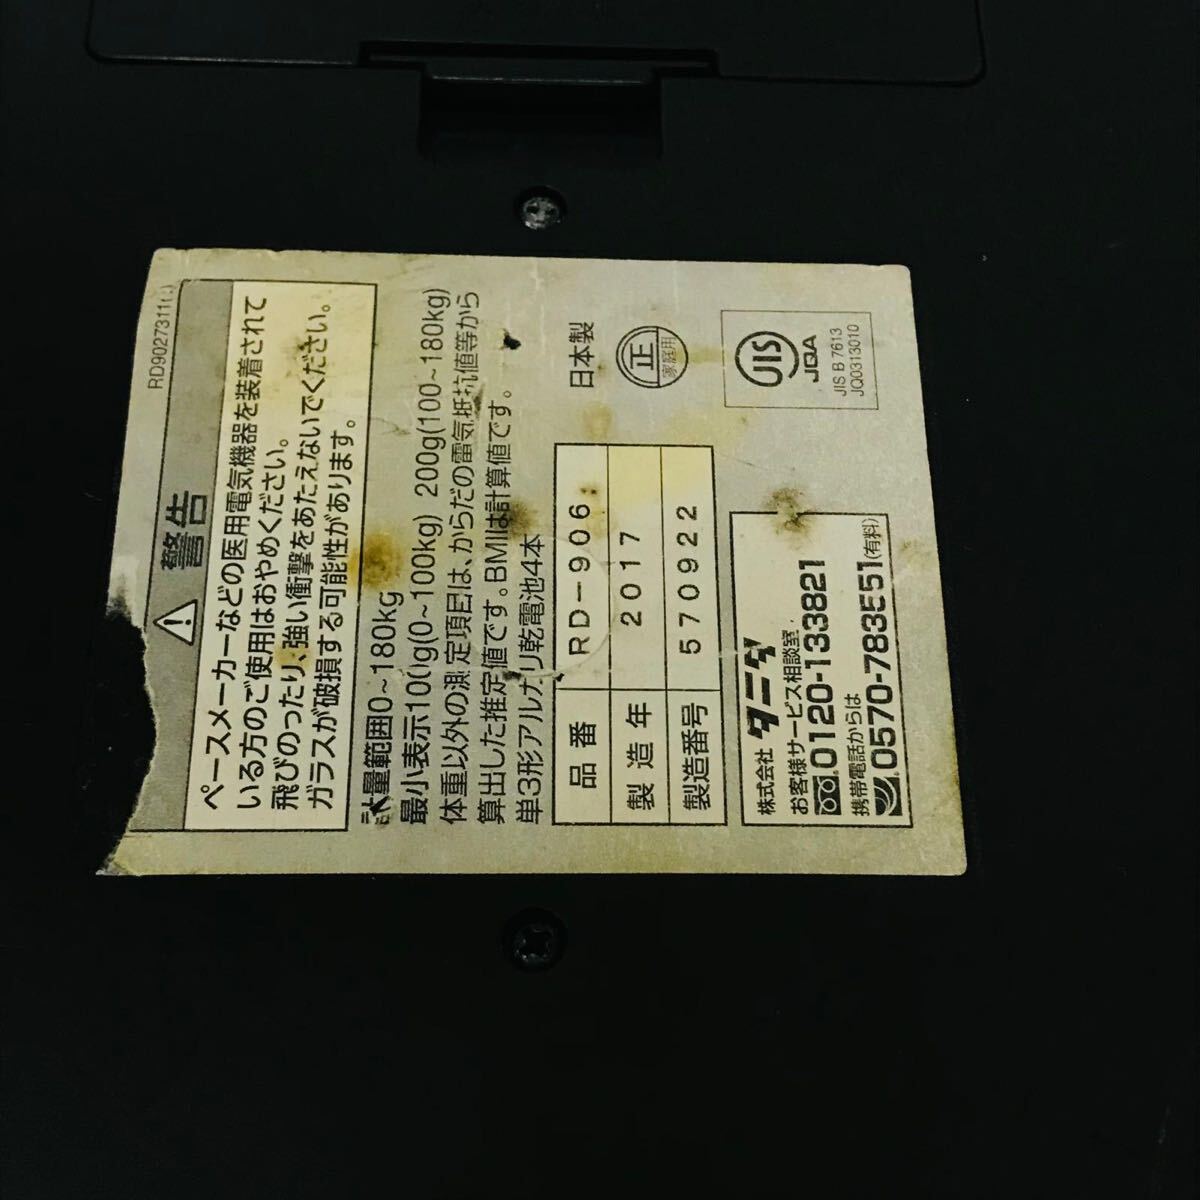 RD9027311(
警告
ペースメーカーなどの医用電気機器を装着されて
いる方のご使用はおやめください。
飛びのったり、強い衝撃をあたえないでください。
ガラスが破損する可能性があります。
計量範囲0~180kg
最小表示100g(0~100kg) 200g(100~180kg)
体重以外の測定項目は、からだの電気抵抗値等から
算出した推定値です。BMIは計算値です。
単3形アルカリ乾電池4本
日本製
正
家庭用
JIS
JQA
JIS B 7613
JQ0313010
品番 RD-906
製造年 2017
製造番号 570922
株式会社 タニタ
お客様サービス相談室
0120-133821
携帯電話からは
0570-783551(有料)